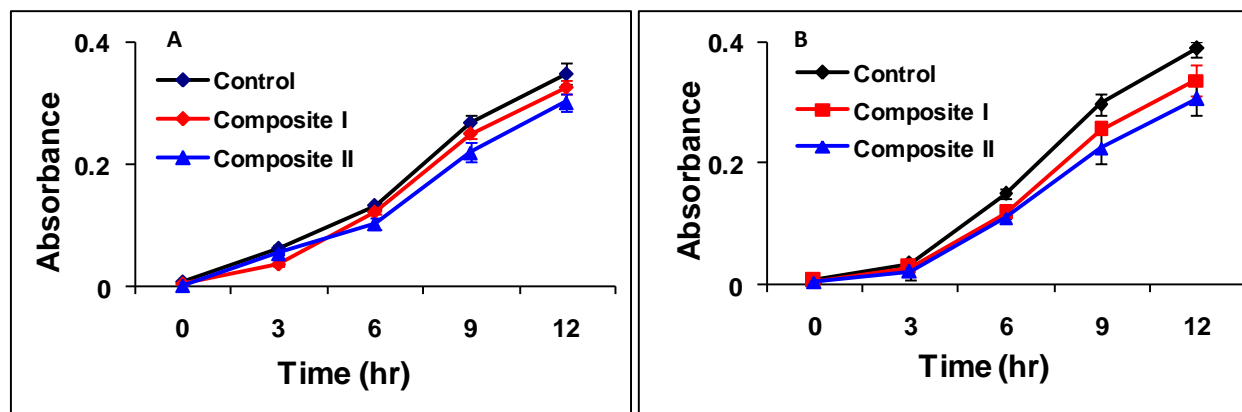 A
0.4
0.2
0
Absorbance
Control
Composite I
Composite II
0 3 6 9 12
Time (hr)
B
0.4
0.2
0
Absorbance
Control
Composite I
Composite II
0 3 6 9 12
Time (hr)